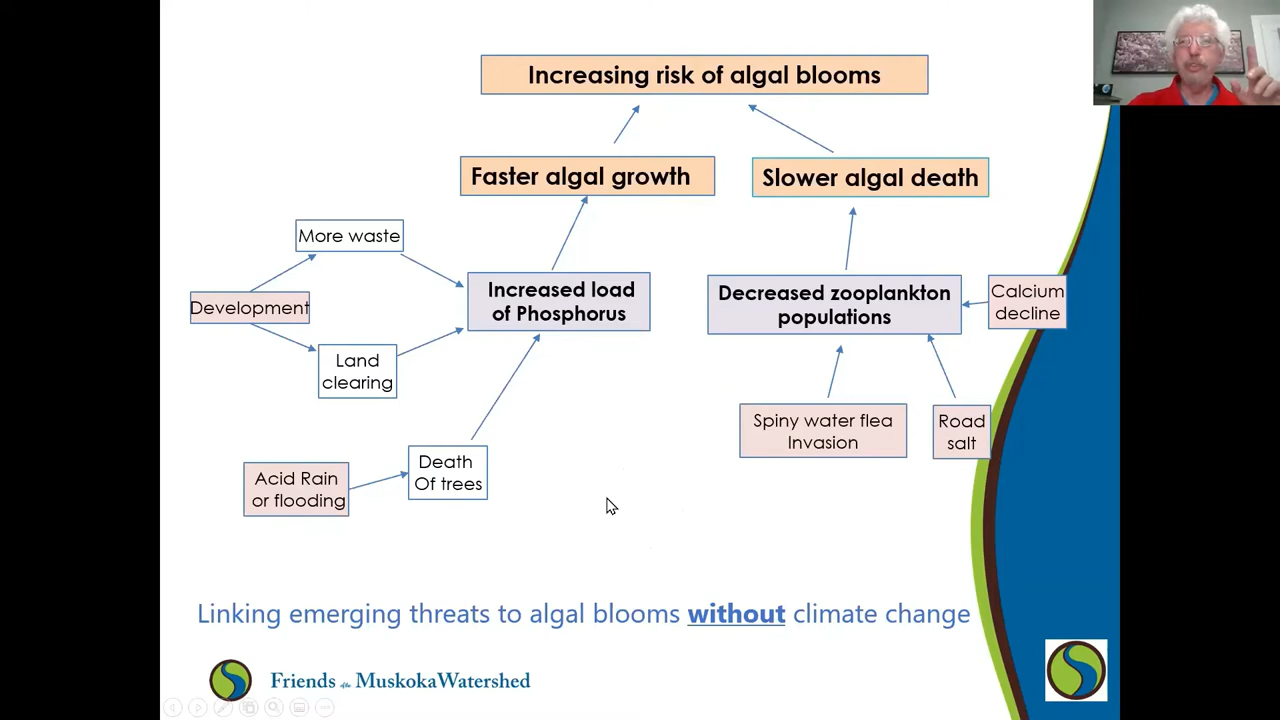 Increasing risk of algal blooms
Faster algal growth
Slower algal death
More waste
Development
Land
clearing
Increased load
of Phosphorus
Decreased zooplankton
populations
Calcium
decline
Spiny water flea
Invasion
Road
salt
Acid Rain
or flooding
Death
Of trees
Linking emerging threats to algal blooms without climate change
Friends of the MuskokaWatershed